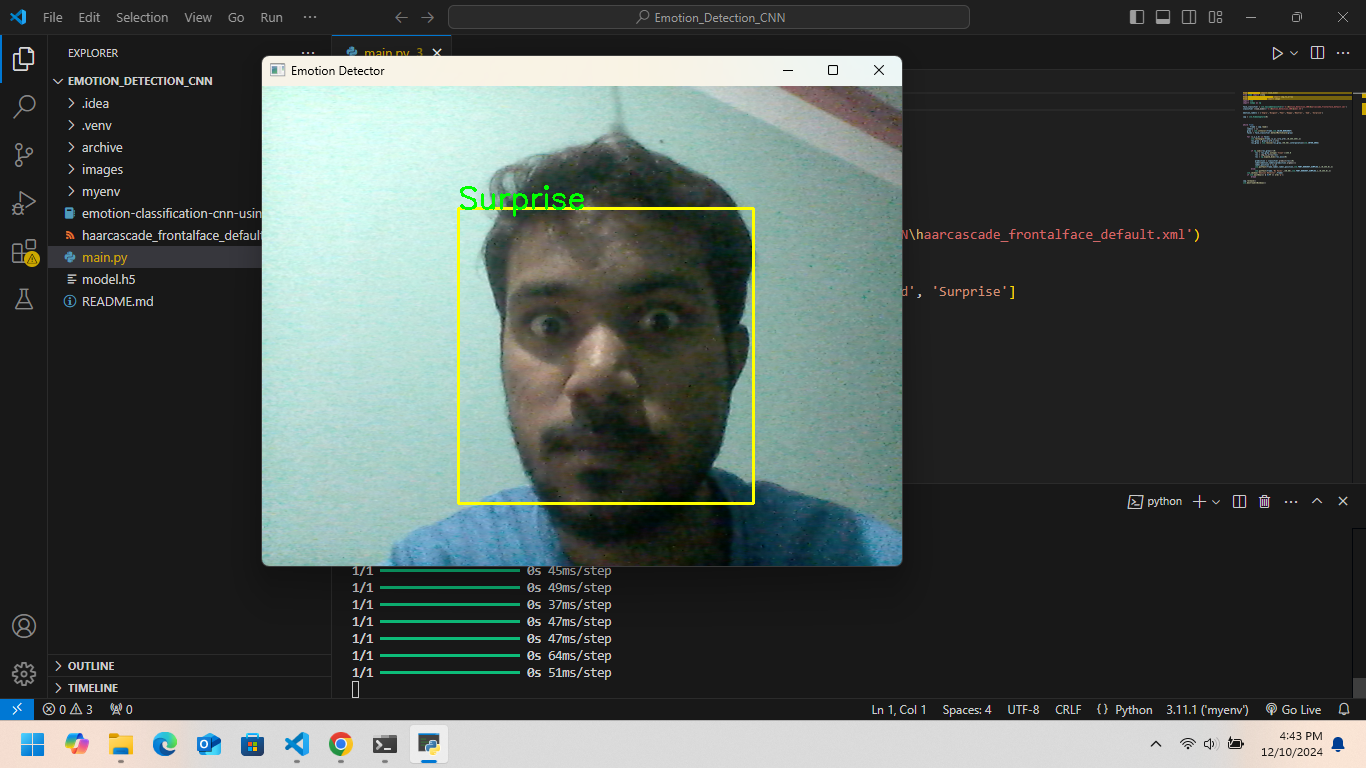 File Edit Selection View Go Run ···
Emotion_Detection_CNN
EXPLORER ···
main.py 3
Emotion Detector
EMOTION_DETECTION_CNN
.idea
.venv
archive
images
myenv
emotion-classification-cnn-usin
haarcascade_frontalface_defaul
main.py
model.h5
README.md
Surprise
N\haarcascade_frontalface_default.xml')
d', 'Surprise']
python
1/1 0s 45ms/step
1/1 0s 49ms/step
1/1 0s 37ms/step
1/1 0s 47ms/step
1/1 0s 47ms/step
1/1 0s 64ms/step
1/1 0s 51ms/step
OUTLINE
TIMELINE
0 3 0 Ln 1, Col 1 Spaces: 4 UTF-8 CRLF {} Python 3.11.1 ('myenv') Go Live
4:43 PM
12/10/2024